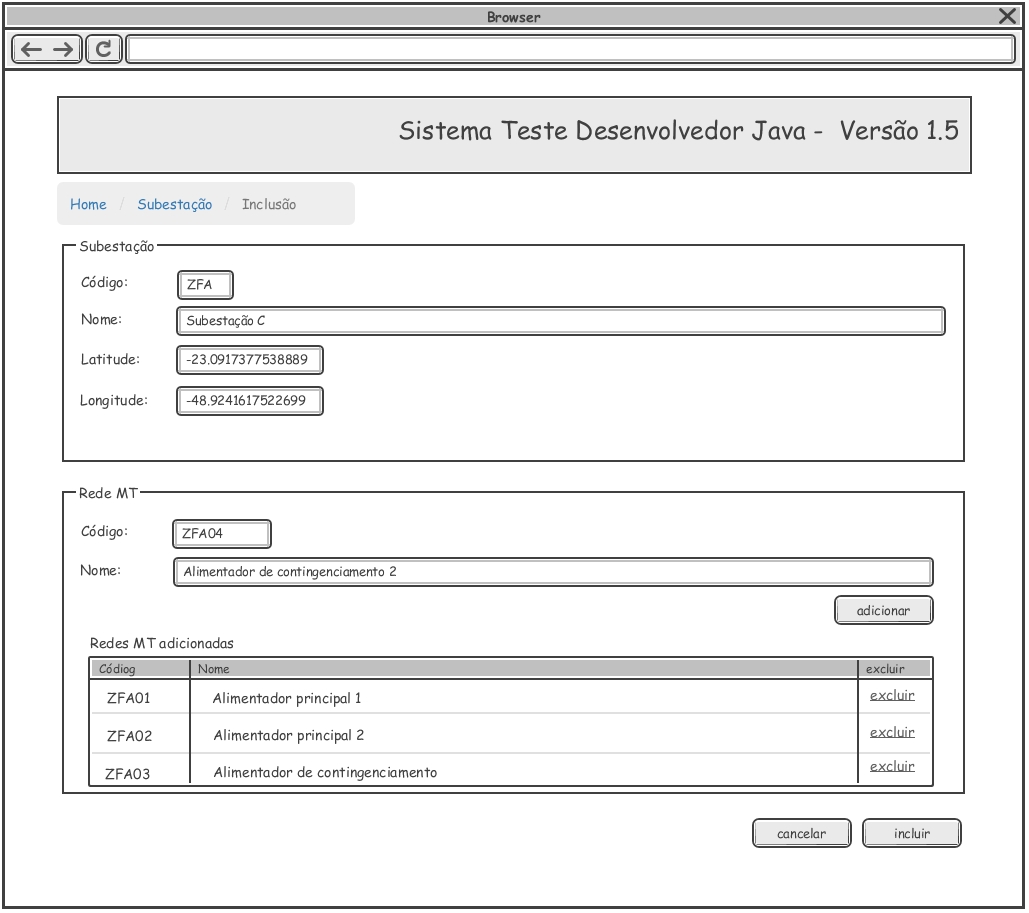 Browser
Sistema Teste Desenvolvedor Java - Versão 1.5
Home / Subestação / Inclusão
Subestação
Código: ZFA
Nome: Subestação C
Latitude: -23.0917377538889
Longitude: -48.9241617522699
Rede MT
Código: ZFA04
Nome: Alimentador de contingenciamento 2
adicionar
Redes MT adicionadas
Códiog Nome excluir
ZFA01 Alimentador principal 1 excluir
ZFA02 Alimentador principal 2 excluir
ZFA03 Alimentador de contingenciamento excluir
cancelar incluir